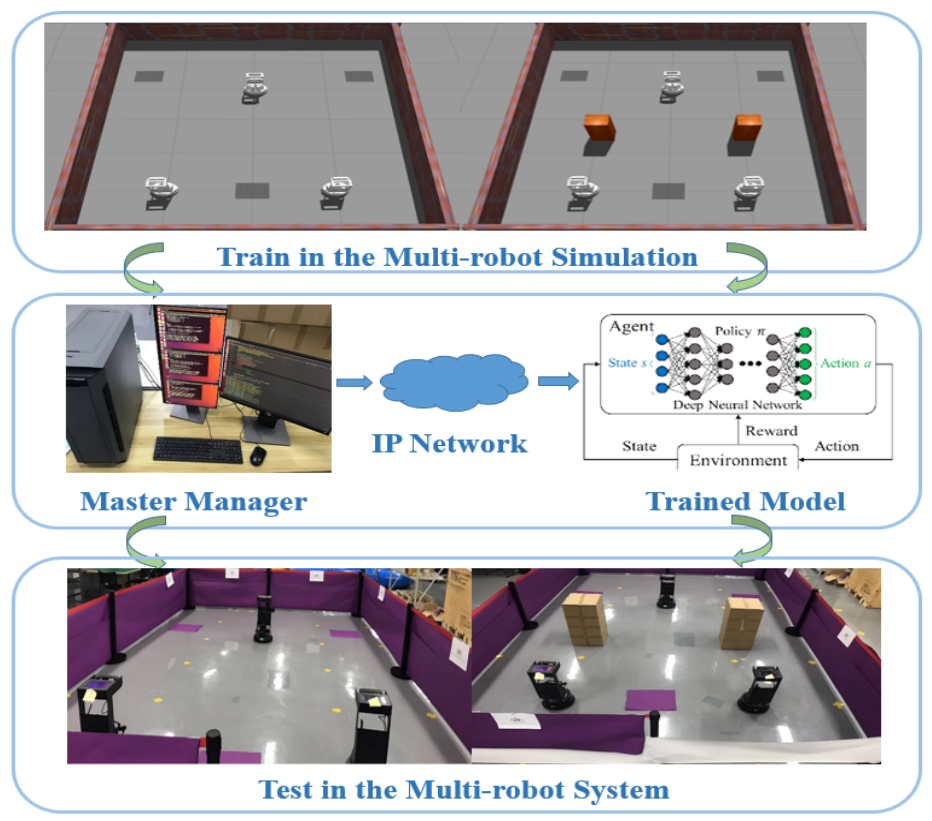 Train in the Multi-robot Simulation
Agent
Policy π
State s
Action a
Deep Neural Network
Reward
State
Action
Environment
IP Network
Master Manager
Trained Model
Test in the Multi-robot System